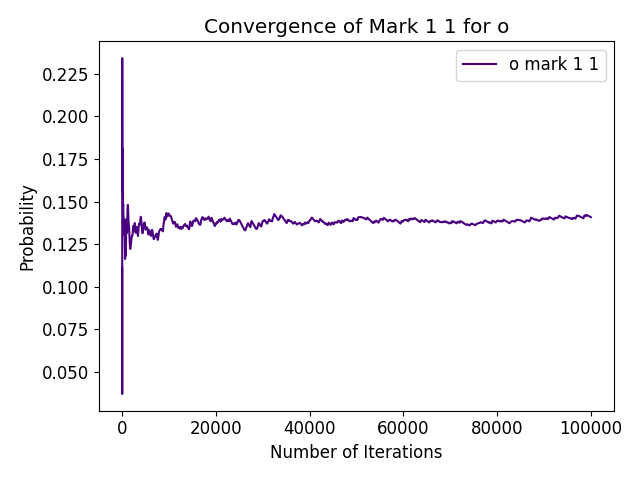 Convergence of Mark 1 1 for o
o mark 1 1
Probability
0.225
0.200
0.175
0.150
0.125
0.100
0.075
0.050
0 20000 40000 60000 80000 100000
Number of Iterations